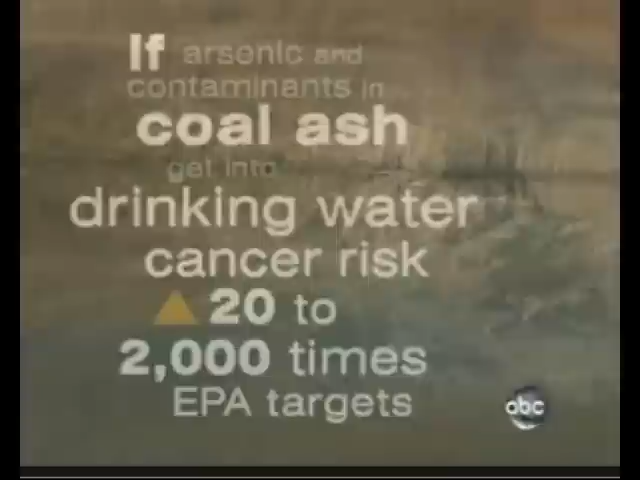 If arsenic and
contaminants in
coal ash
get into
drinking water
cancer risk
20 to
2,000 times
EPA targets
abc